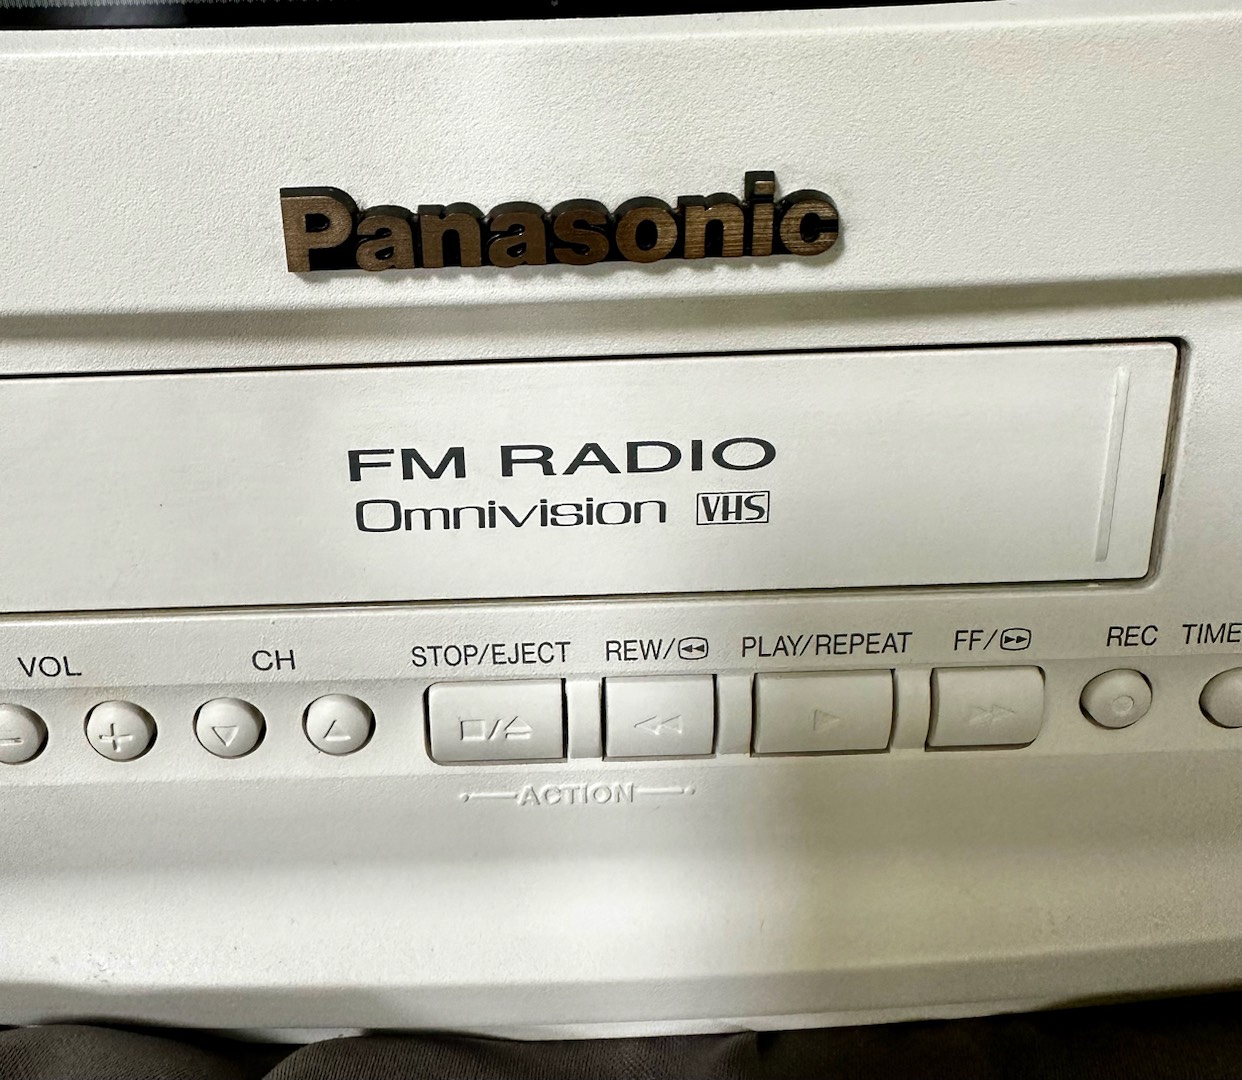 Panasonic
FM RADIO
Omnivision VHS
VOL CH STOP/EJECT REW/ PLAY/REPEAT FF/ REC TIME
ACTION